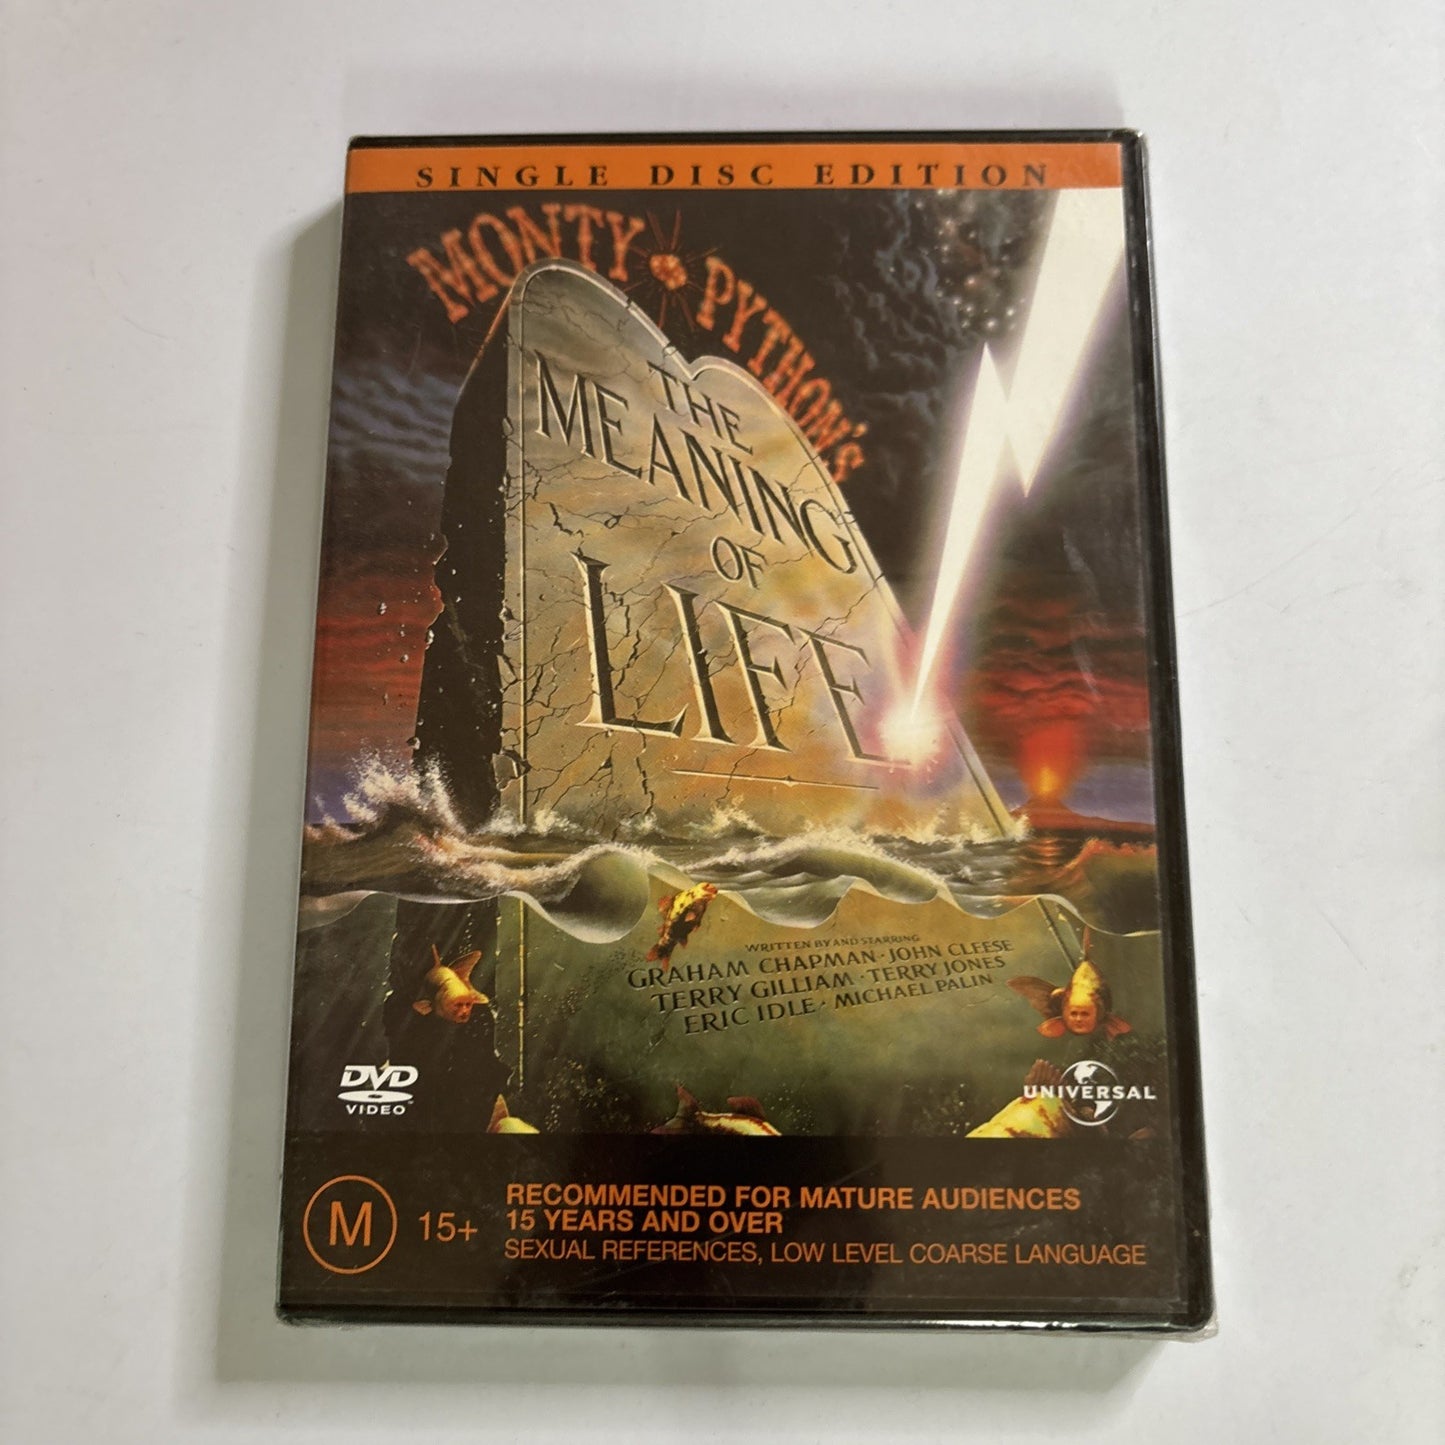 SINGLE DISC EDITION
MONTY PYTHON'S
THE
MEANING
OF
LIFE
WRITTEN BY AND STARRING
GRAHAM CHAPMAN · JOHN CLEESE
TERRY GILLIAM · TERRY JONES
ERIC IDLE · MICHAEL PALIN
DVD
VIDEO™
UNIVERSAL
M 15+
RECOMMENDED FOR MATURE AUDIENCES
15 YEARS AND OVER
SEXUAL REFERENCES, LOW LEVEL COARSE LANGUAGE